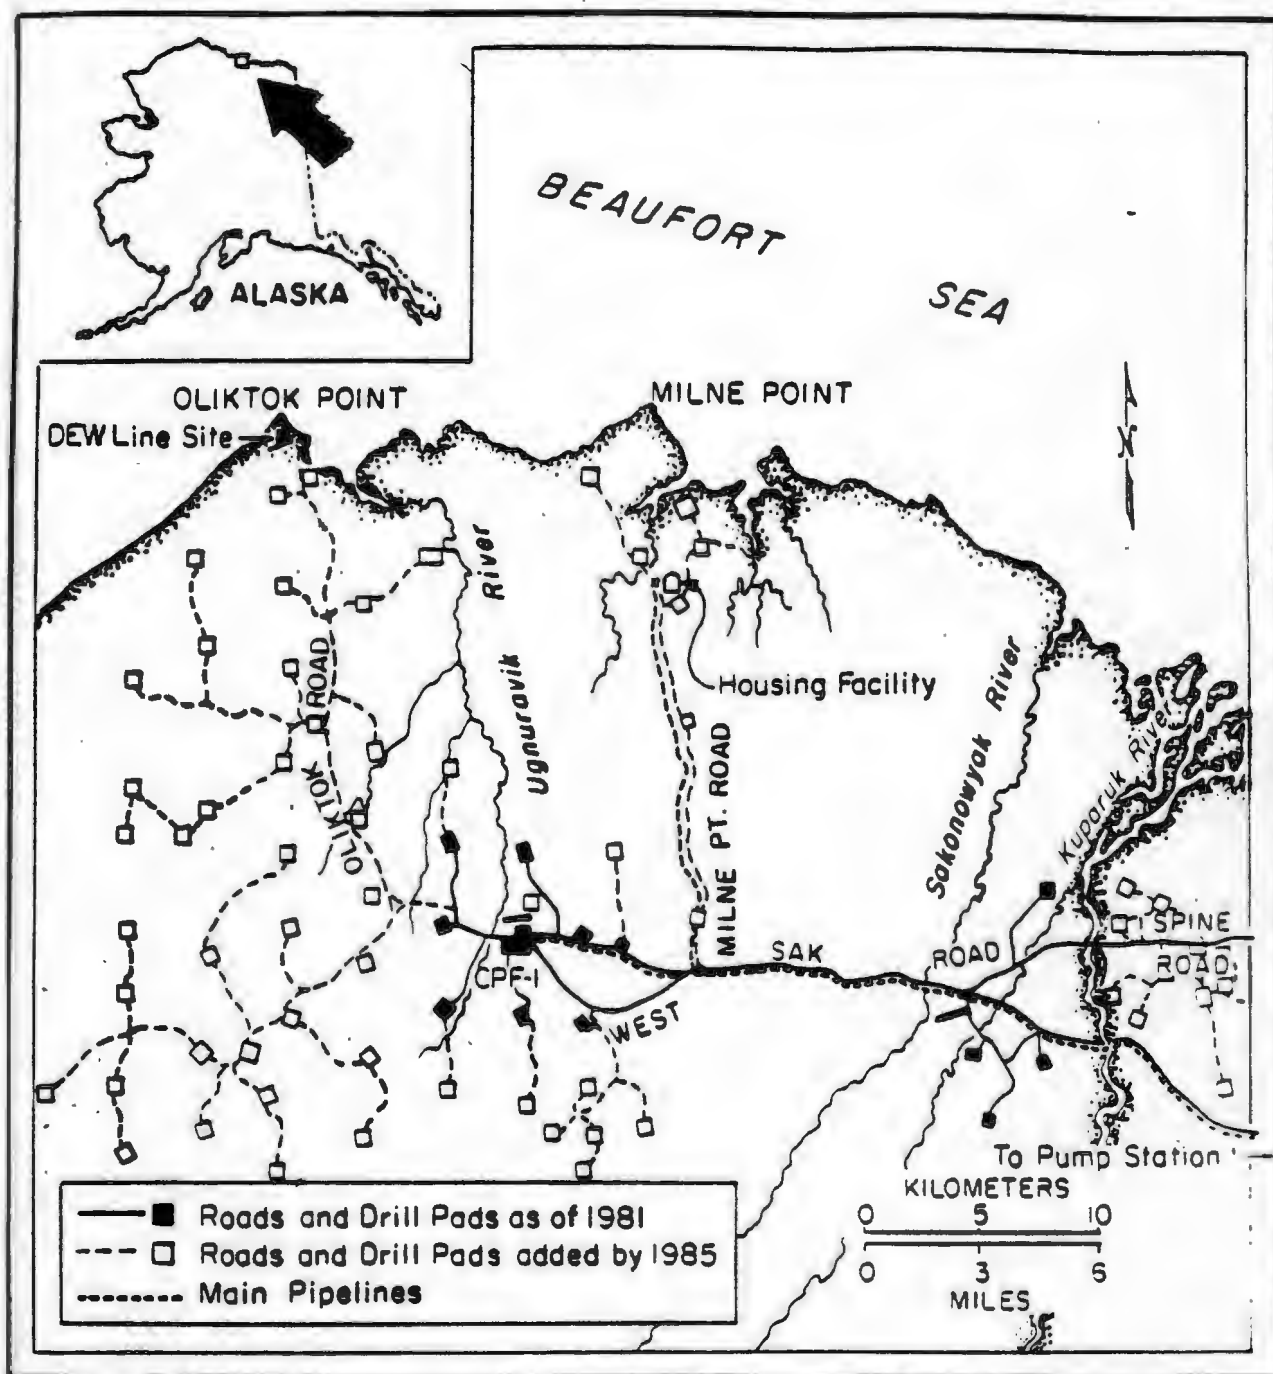 ALASKA
BEAUFORT
SEA
OLIKTOK POINT
MILNE POINT
DEW Line Site
Ugnuravik River
Housing Facility
OLIKTOK ROAD
MILNE PT. ROAD
Sakonowyak River
Kuparuk River
SPINE
ROAD
WEST SAK ROAD
CPF-1
To Pump Station 1
KILOMETERS
0 5 10
0 3 6
MILES
Roads and Drill Pads as of 1981
Roads and Drill Pads added by 1985
Main Pipelines